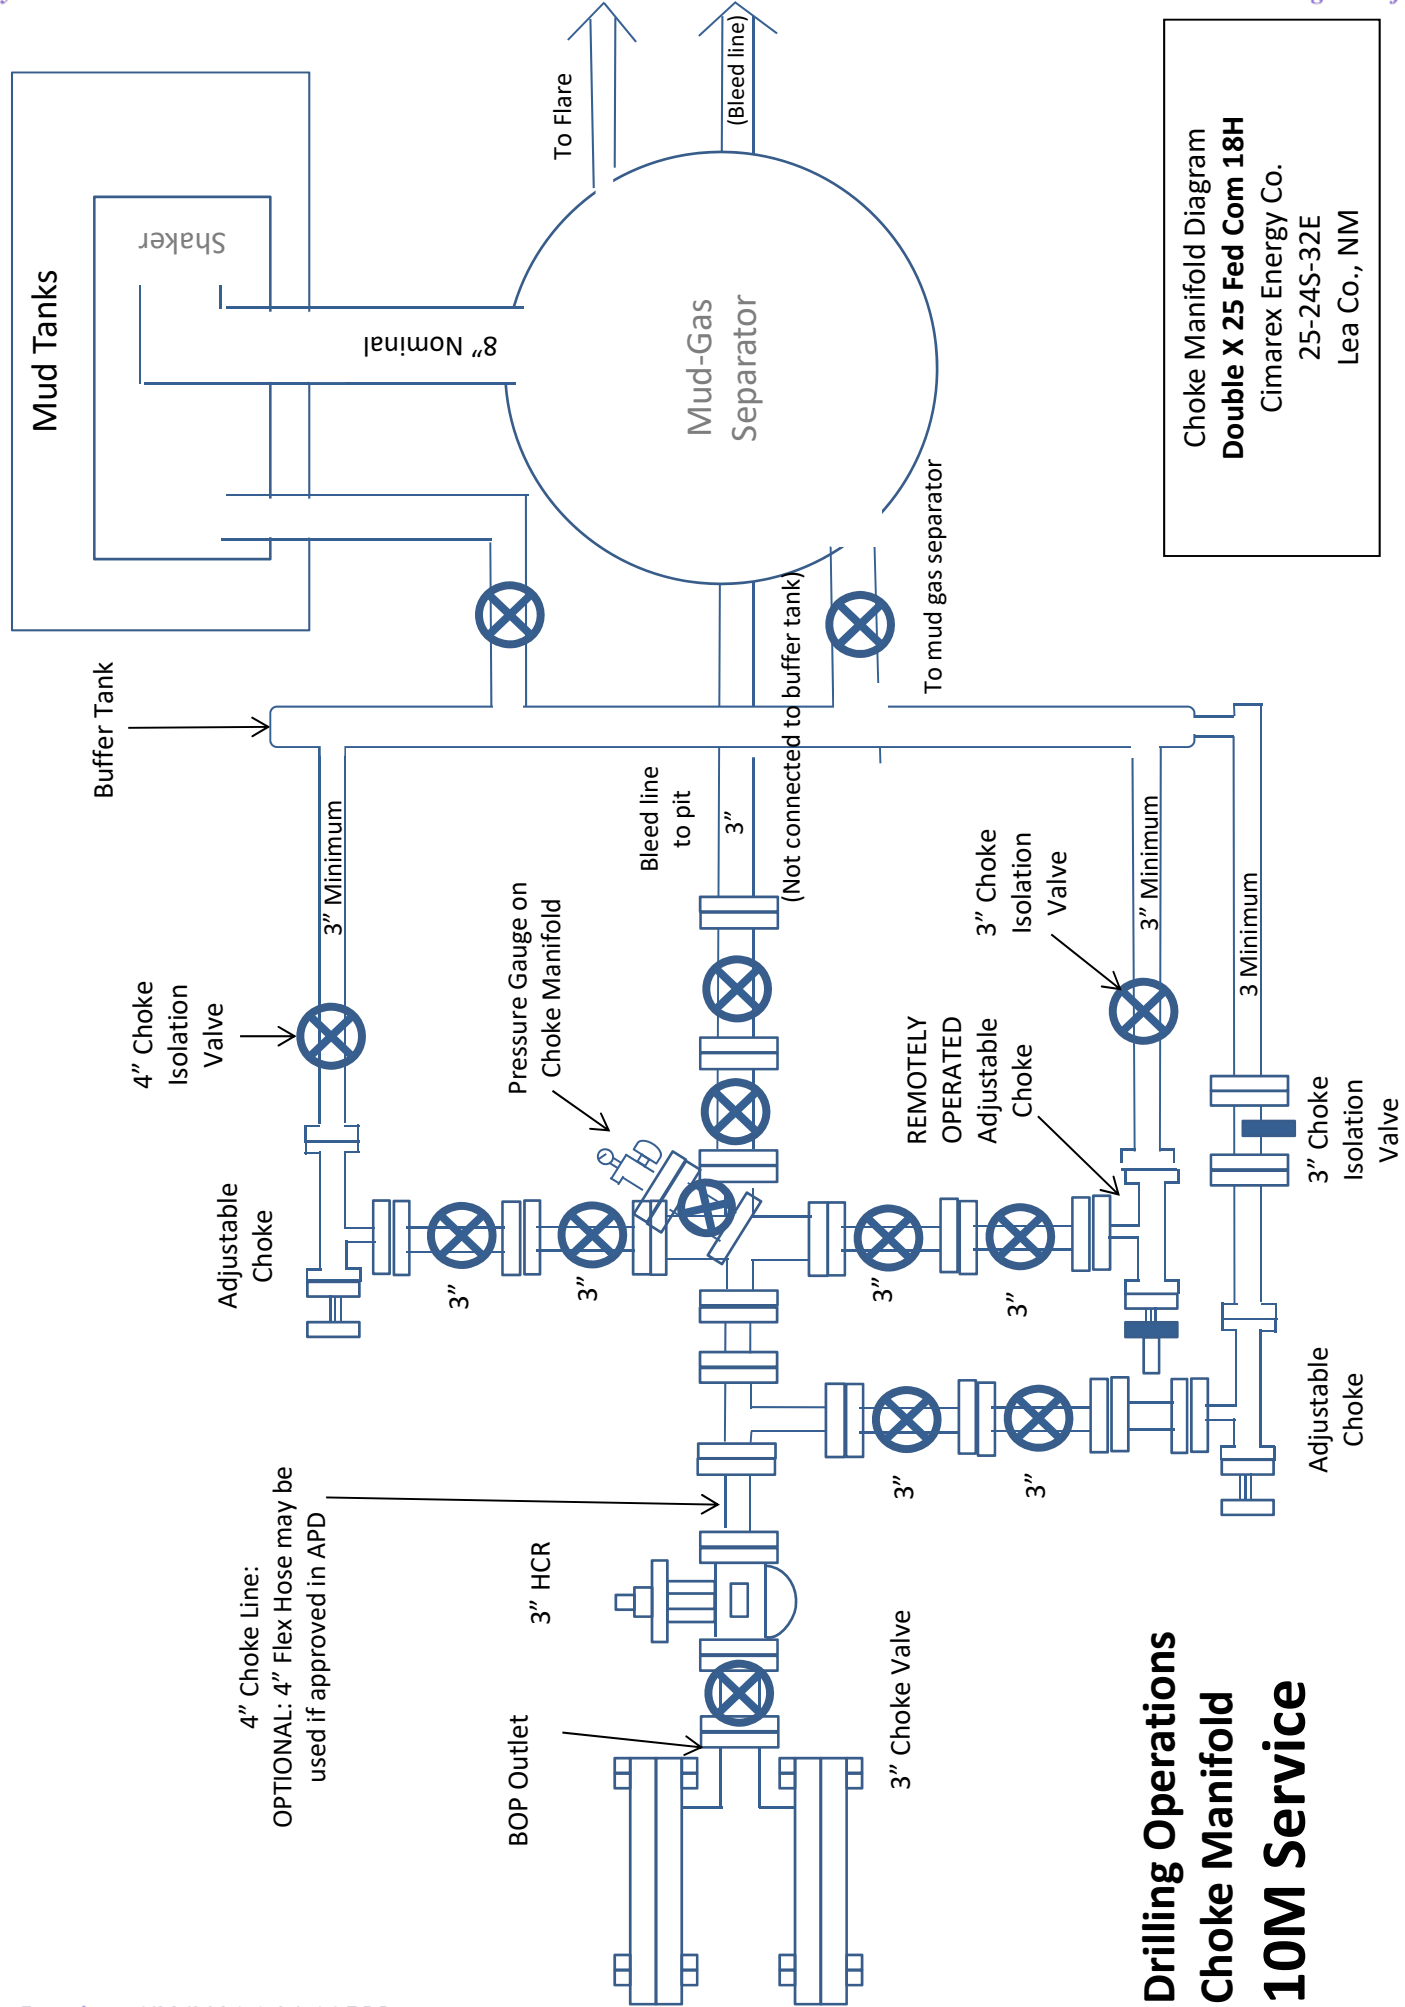 Mud Tanks
Shaker
8” Nominal
To Flare
(Bleed line)
Mud-Gas
Separator
Buffer Tank
To mud gas separator
(Not connected to buffer tank)
Bleed line
to pit
3”
3” Minimum
4” Choke
Isolation
Valve
Pressure Gauge on
Choke Manifold
3” Choke
Isolation
Valve
3” Minimum
3 Minimum
REMOTELY
OPERATED
Adjustable
Choke
3” Choke
Isolation
Valve
Adjustable
Choke
3”
3”
3”
3”
3”
3”
Adjustable
Choke
4” Choke Line:
OPTIONAL: 4” Flex Hose may be
used if approved in APD
3” HCR
BOP Outlet
3” Choke Valve
Drilling Operations
Choke Manifold
10M Service
Choke Manifold Diagram
Double X 25 Fed Com 18H
Cimarex Energy Co.
25-24S-32E
Lea Co., NM